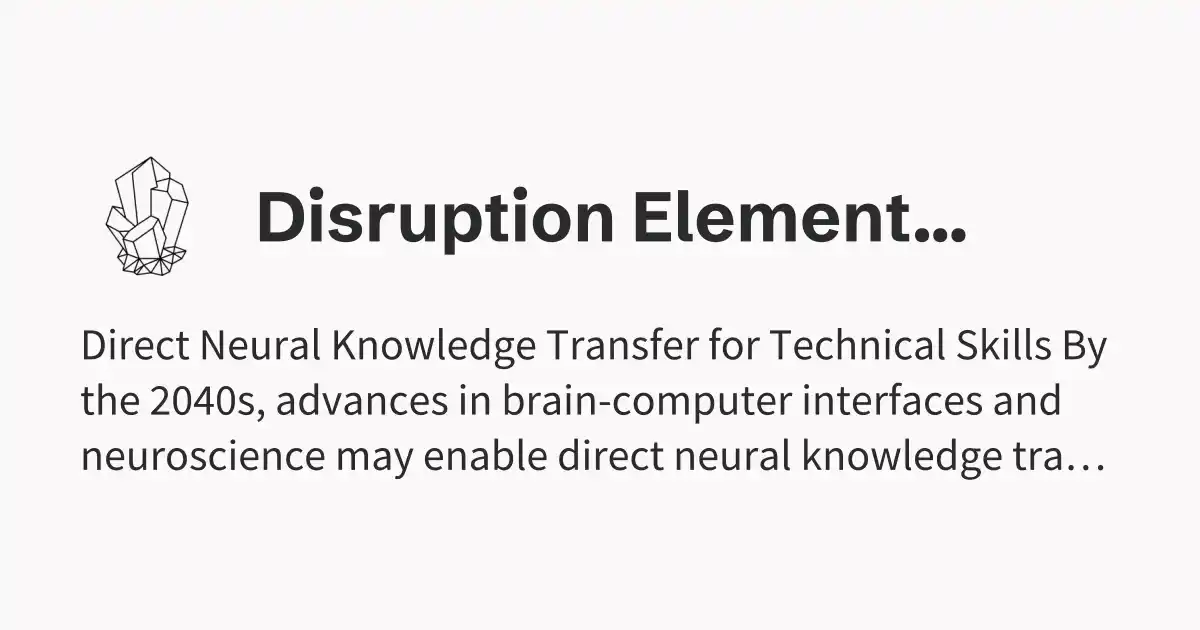 Disruption Element…
Direct Neural Knowledge Transfer for Technical Skills By
the 2040s, advances in brain-computer interfaces and
neuroscience may enable direct neural knowledge tra…